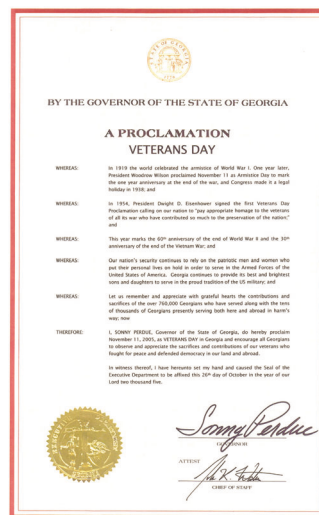 STATE OF GEORGIA
BY THE GOVERNOR OF THE STATE OF GEORGIA
A PROCLAMATION
VETERANS DAY
WHEREAS: In 1919 the world celebrated the armistice of World War I. One year later,
President Woodrow Wilson proclaimed November 11 as Armistice Day to mark
the one year anniversary at the end of the war, and Congress made it a legal
holiday in 1938; and
WHEREAS: In 1954, President Dwight D. Eisenhower signed the first Veterans Day
Proclamation calling on our nation to "pay appropriate homage to the veterans
of all its war who have contributed so much to the preservation of the nation;"
and
WHEREAS: This year marks the 60th anniversary of the end of World War II and the 30th
anniversary of the end of the Vietnam War; and
WHEREAS: Our nation's security continues to rely on the patriotic men and women who
put their personal lives on hold in order to serve in the Armed Forces of the
United States of America. Georgia continues to provide its best and brightest
sons and daughters to serve in the proud tradition of the US military; and
WHEREAS: Let us remember and appreciate with grateful hearts the contributions and
sacrifices of the over 760,000 Georgians who have served along with the tens
of thousands of Georgians presently serving both here and abroad in harm's
way; now
THEREFORE: I, SONNY PERDUE, Governor of the State of Georgia, do hereby proclaim
November 11, 2005, as VETERANS DAY in Georgia and encourage all Georgians
to observe and appreciate the sacrifices and contributions of our veterans who
fought for peace and defended democracy in our land and abroad.
In witness thereof, I have hereunto set my hand and caused the Seal of the
Executive Department to be affixed this 26th day of October in the year of our
Lord two thousand five.
Sonny Perdue
GOVERNOR
ATTEST
CHIEF OF STAFF